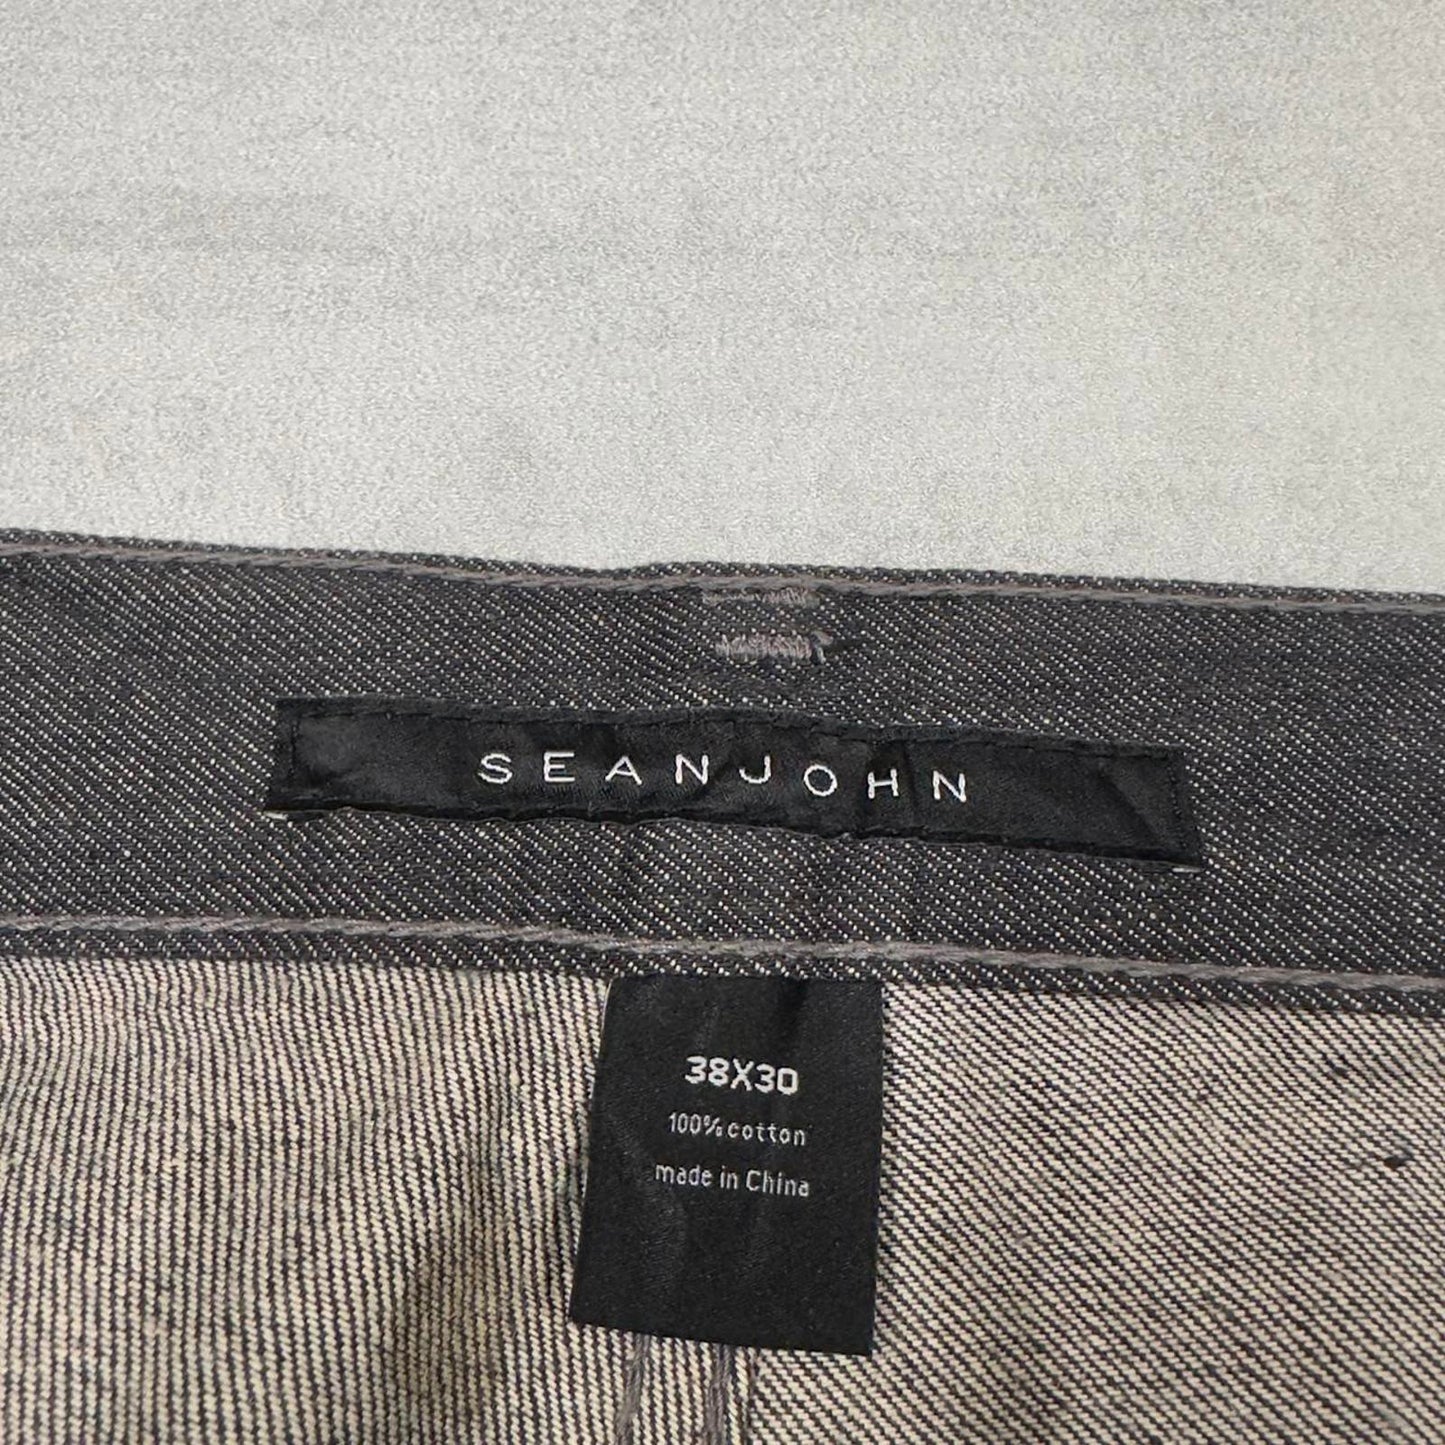 SEANJOHN
38X30
100% cotton
made in China